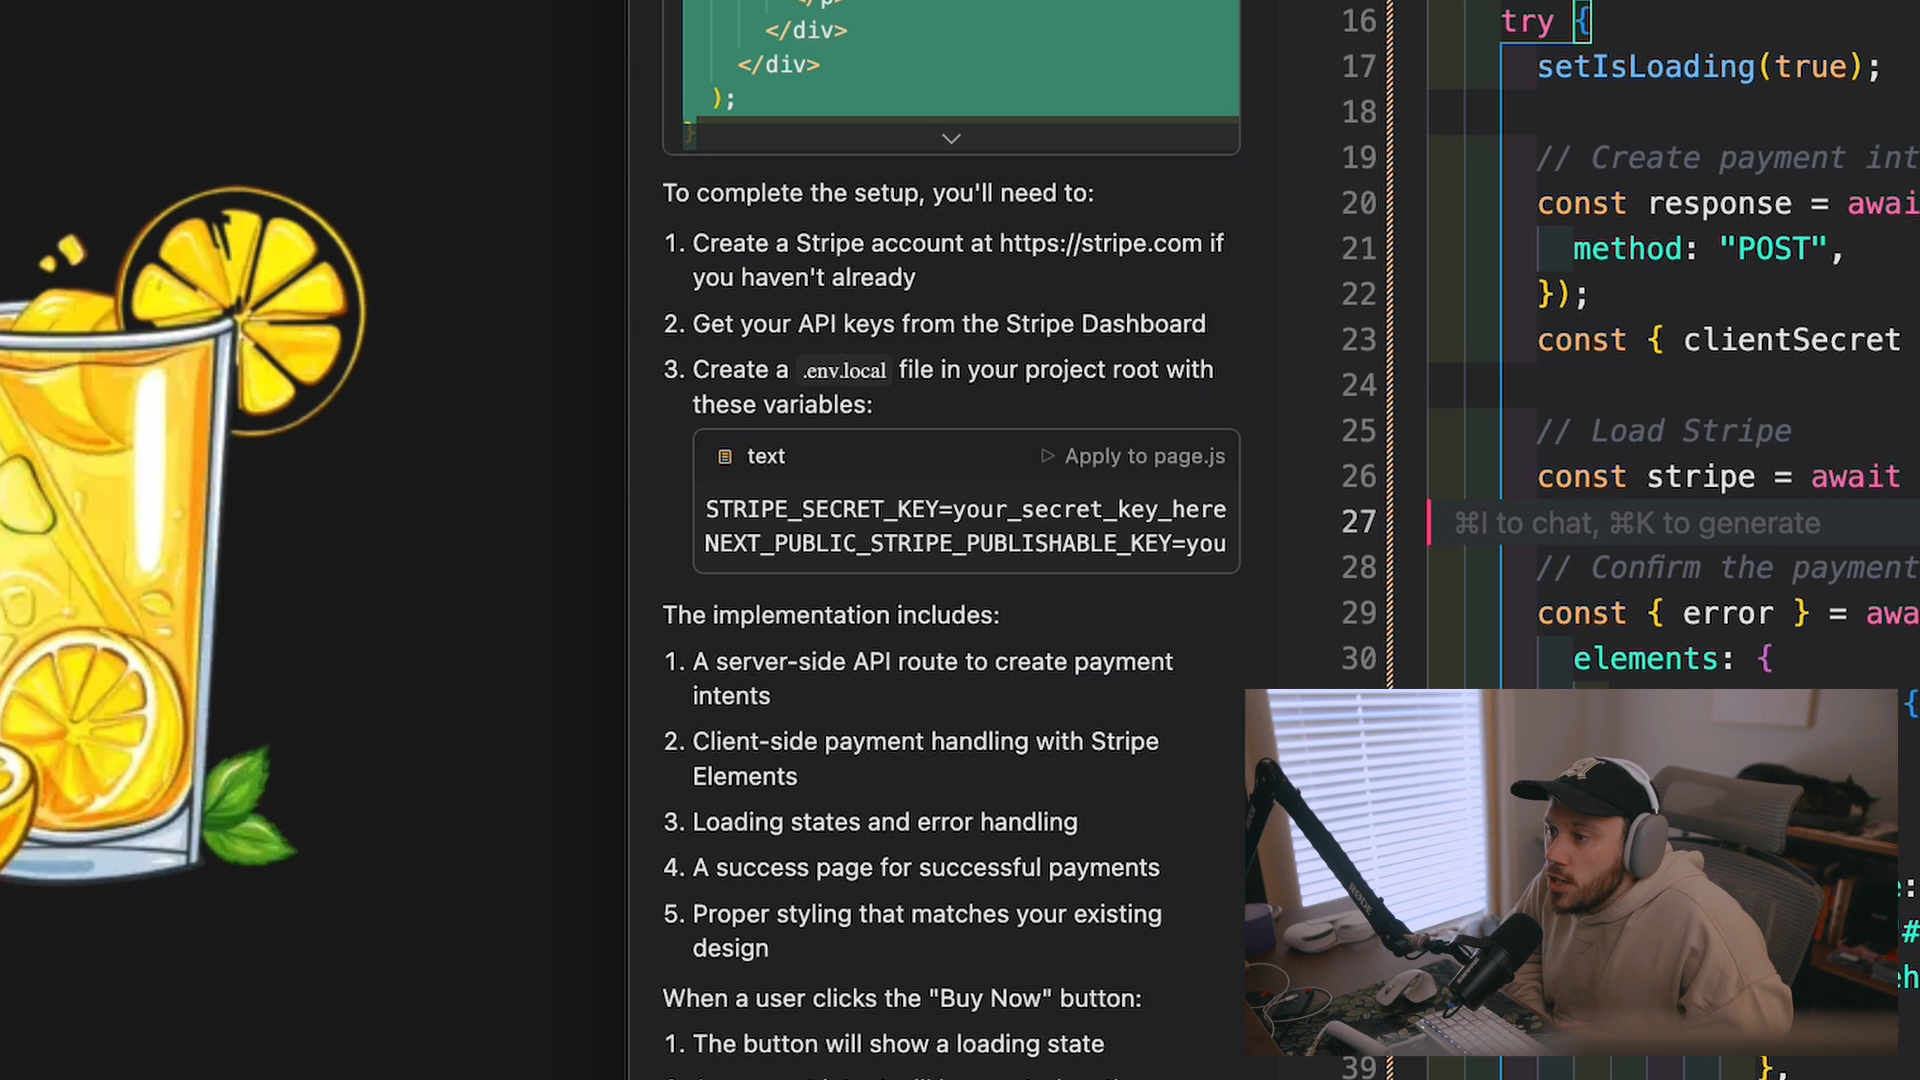 </p>
</div>
</div>
);
}
To complete the setup, you'll need to:
1. Create a Stripe account at https://stripe.com if
you haven't already
2. Get your API keys from the Stripe Dashboard
3. Create a .env.local file in your project root with
these variables:
text
Apply to page.js
STRIPE_SECRET_KEY=your_secret_key_here
NEXT_PUBLIC_STRIPE_PUBLISHABLE_KEY=you
The implementation includes:
1. A server-side API route to create payment
intents
2. Client-side payment handling with Stripe
Elements
3. Loading states and error handling
4. A success page for successful payments
5. Proper styling that matches your existing
design
When a user clicks the "Buy Now" button:
1. The button will show a loading state
16 try {
17 setIsLoading(true);
18
19 // Create payment int
20 const response = awai
21 method: "POST",
22 });
23 const { clientSecret
24
25 // Load Stripe
26 const stripe = await
27 ⌘I to chat, ⌘K to generate
28 // Confirm the payment
29 const { error } = awa
30 elements: {
{
:
#
eh
39 },
RODE